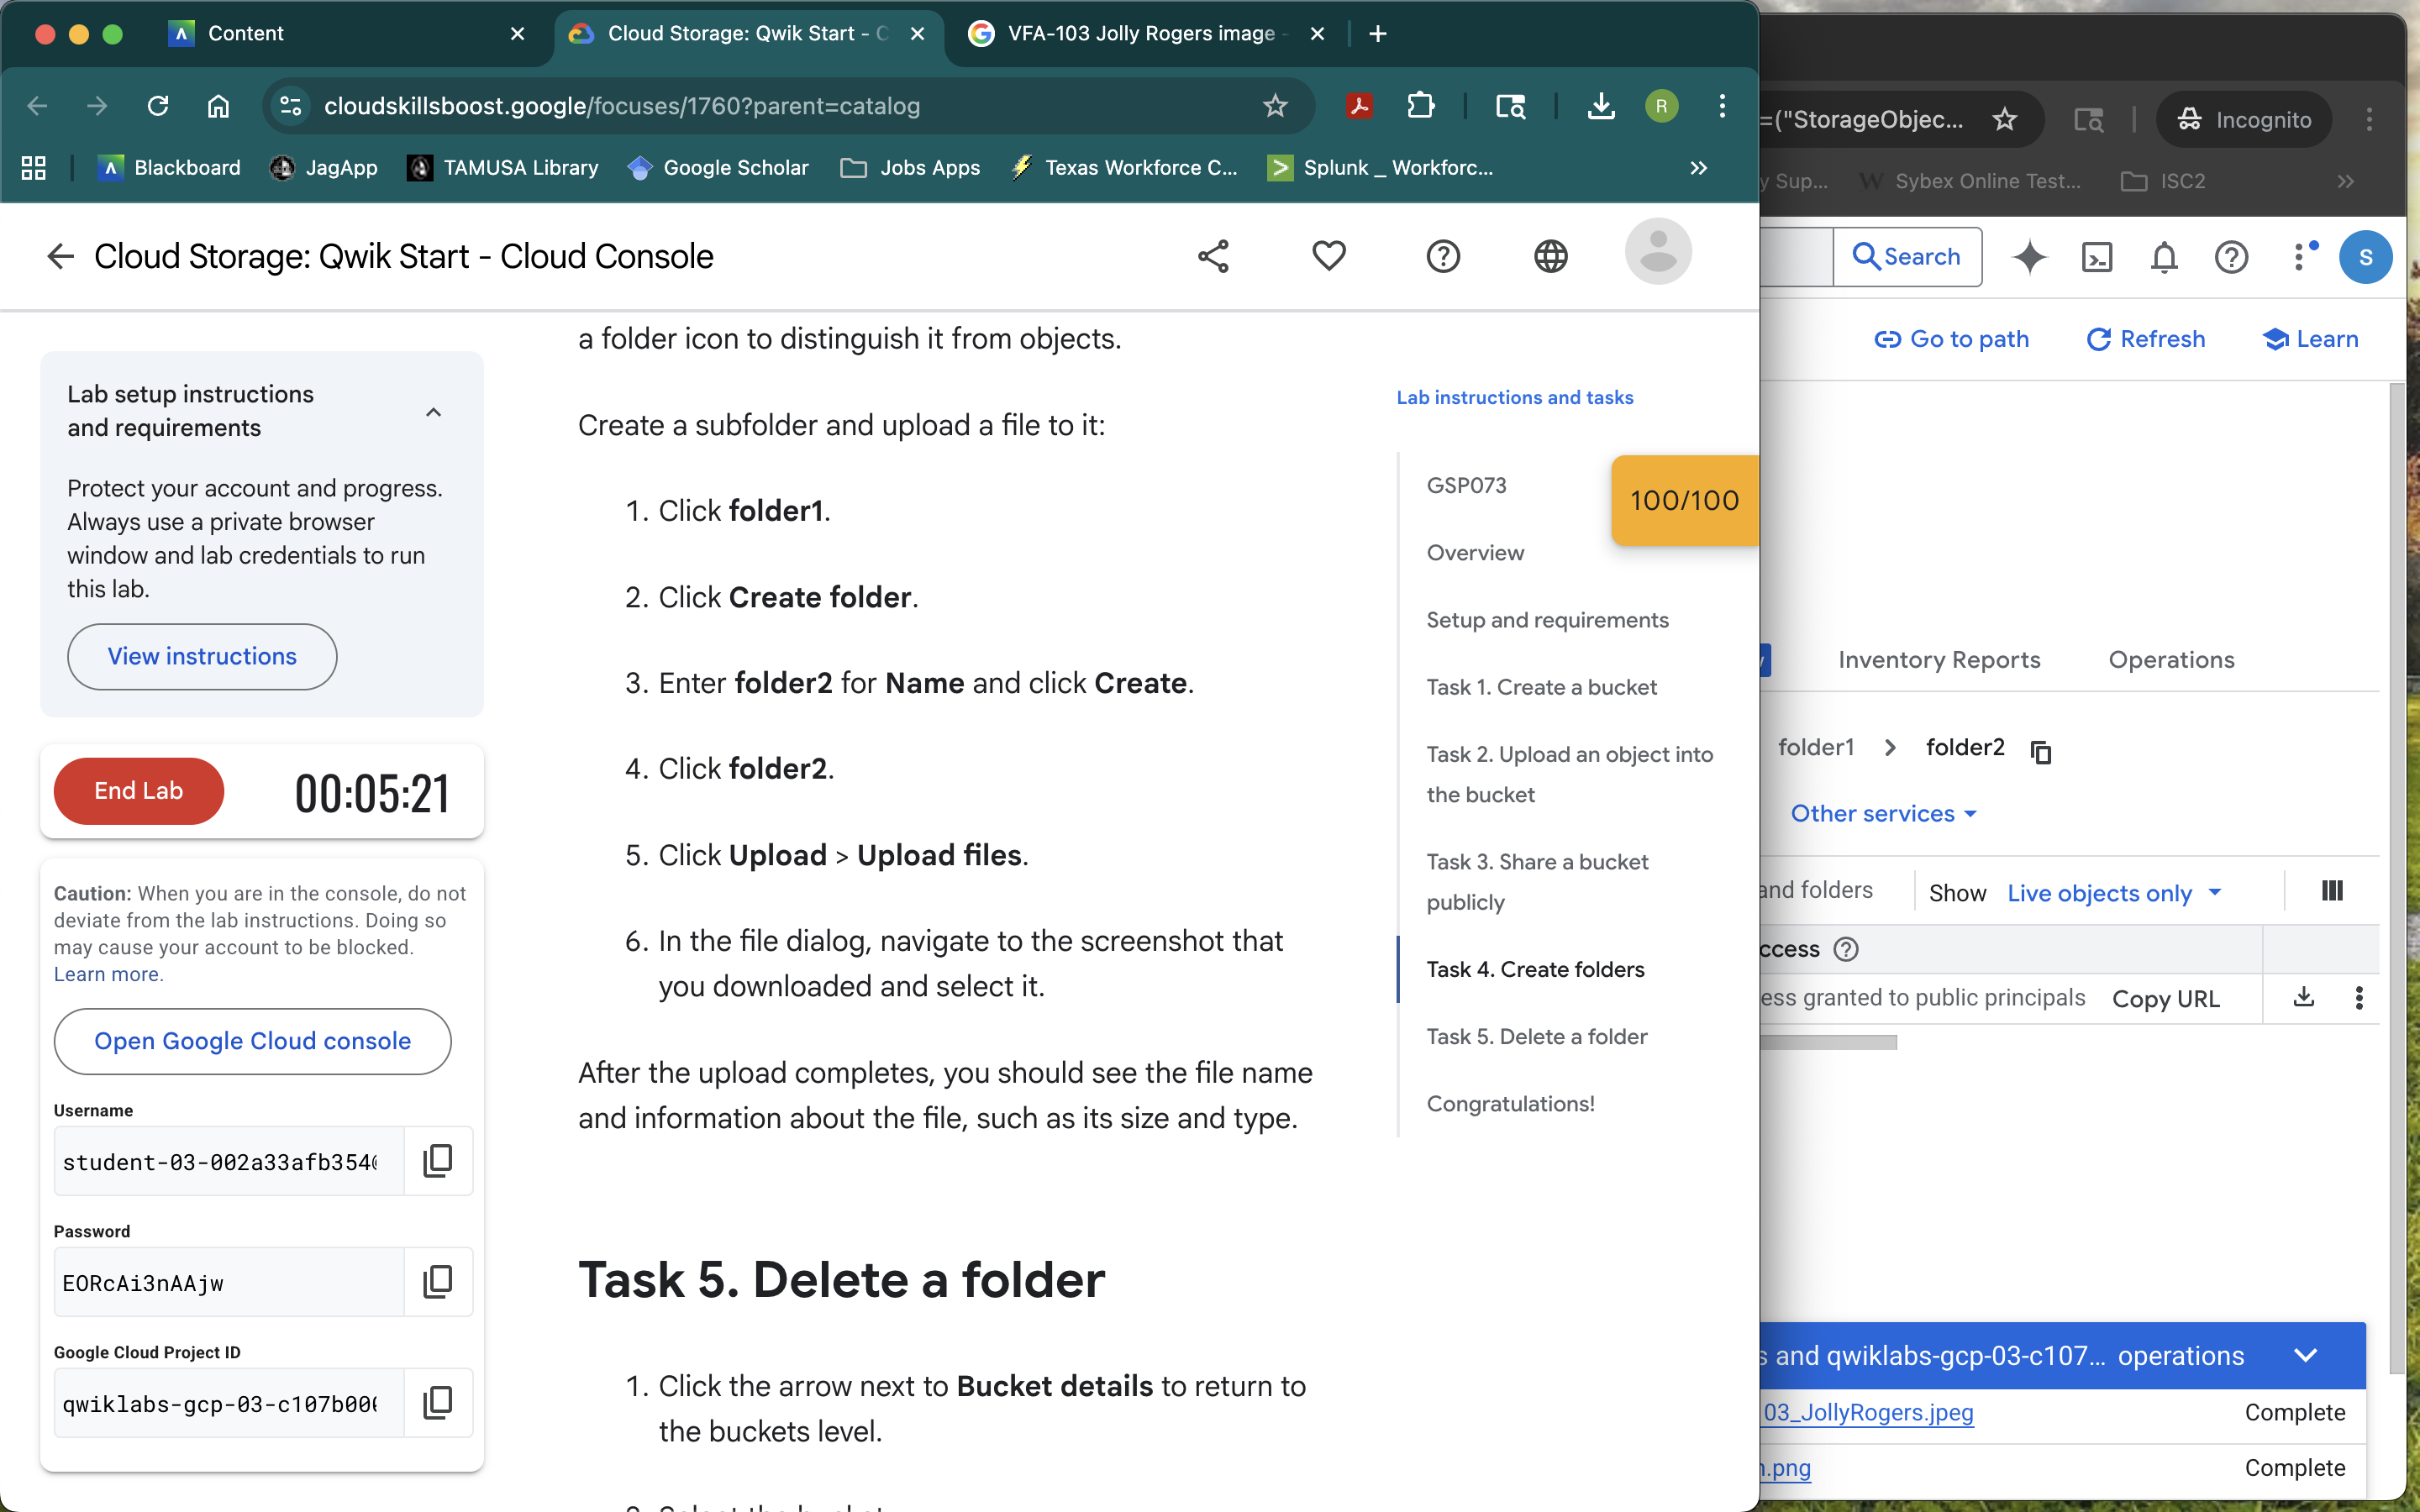 Content
Cloud Storage: Qwik Start - C
VFA-103 Jolly Rogers image -
cloudskillsboost.google/focuses/1760?parent=catalog
R
Blackboard
JagApp
TAMUSA Library
Google Scholar
Jobs Apps
Texas Workforce C...
Splunk _ Workforc...
Cloud Storage: Qwik Start - Cloud Console
Lab setup instructions
and requirements
Protect your account and progress.
Always use a private browser
window and lab credentials to run
this lab.
View instructions
End Lab
00:05:21
Caution: When you are in the console, do not
deviate from the lab instructions. Doing so
may cause your account to be blocked.
Learn more.
Open Google Cloud console
Username
student-03-002a33afb354@
Password
EORcAi3nAAjw
Google Cloud Project ID
qwiklabs-gcp-03-c107b00
a folder icon to distinguish it from objects.
Create a subfolder and upload a file to it:
1. Click folder1.
2. Click Create folder.
3. Enter folder2 for Name and click Create.
4. Click folder2.
5. Click Upload > Upload files.
6. In the file dialog, navigate to the screenshot that
you downloaded and select it.
After the upload completes, you should see the file name
and information about the file, such as its size and type.
Task 5. Delete a folder
1. Click the arrow next to Bucket details to return to
the buckets level.
Lab instructions and tasks
GSP073
100/100
Overview
Setup and requirements
Task 1. Create a bucket
Task 2. Upload an object into
the bucket
Task 3. Share a bucket
publicly
Task 4. Create folders
Task 5. Delete a folder
Congratulations!
=("StorageObjec...
Incognito
y Sup...
Sybex Online Test...
ISC2
Search
S
Go to path
Refresh
Learn
Inventory Reports
Operations
folder1 > folder2
Other services
and folders
Show Live objects only
ccess
ess granted to public principals
Copy URL
s and qwiklabs-gcp-03-c107... operations
03_JollyRogers.jpeg
Complete
.png
Complete